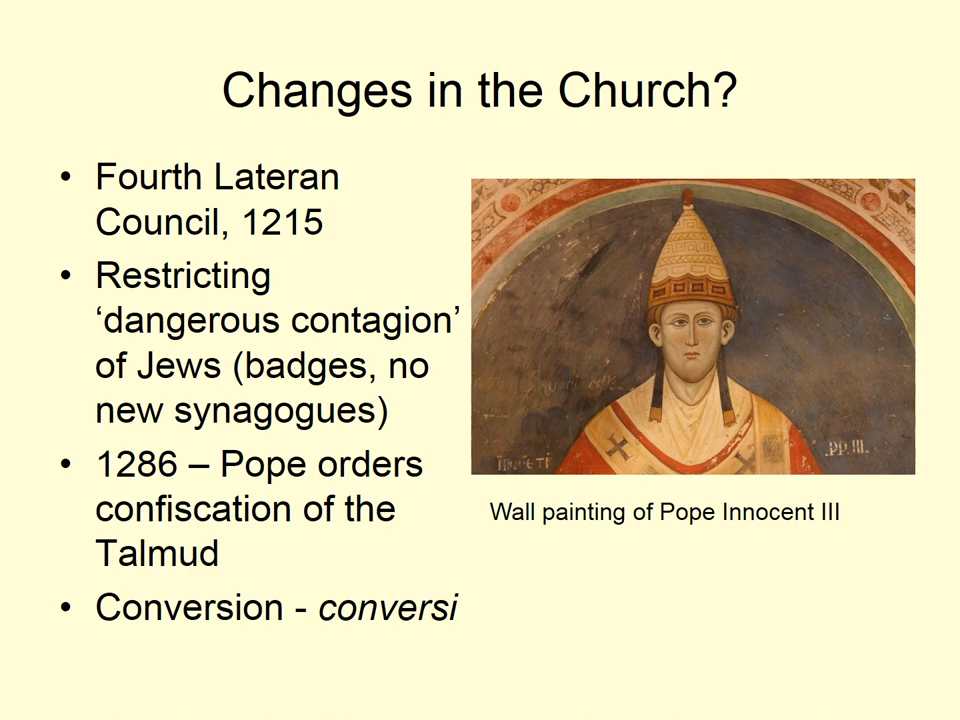 Changes in the Church?
• Fourth Lateran
Council, 1215
• Restricting
‘dangerous contagion’
of Jews (badges, no
new synagogues)
• 1286 – Pope orders
confiscation of the
Talmud
• Conversion - conversi
.PP. III.
Wall painting of Pope Innocent III